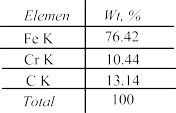 Elemen Wt, %
Fe K 76.42
Cr K 10.44
C K 13.14
Total 100